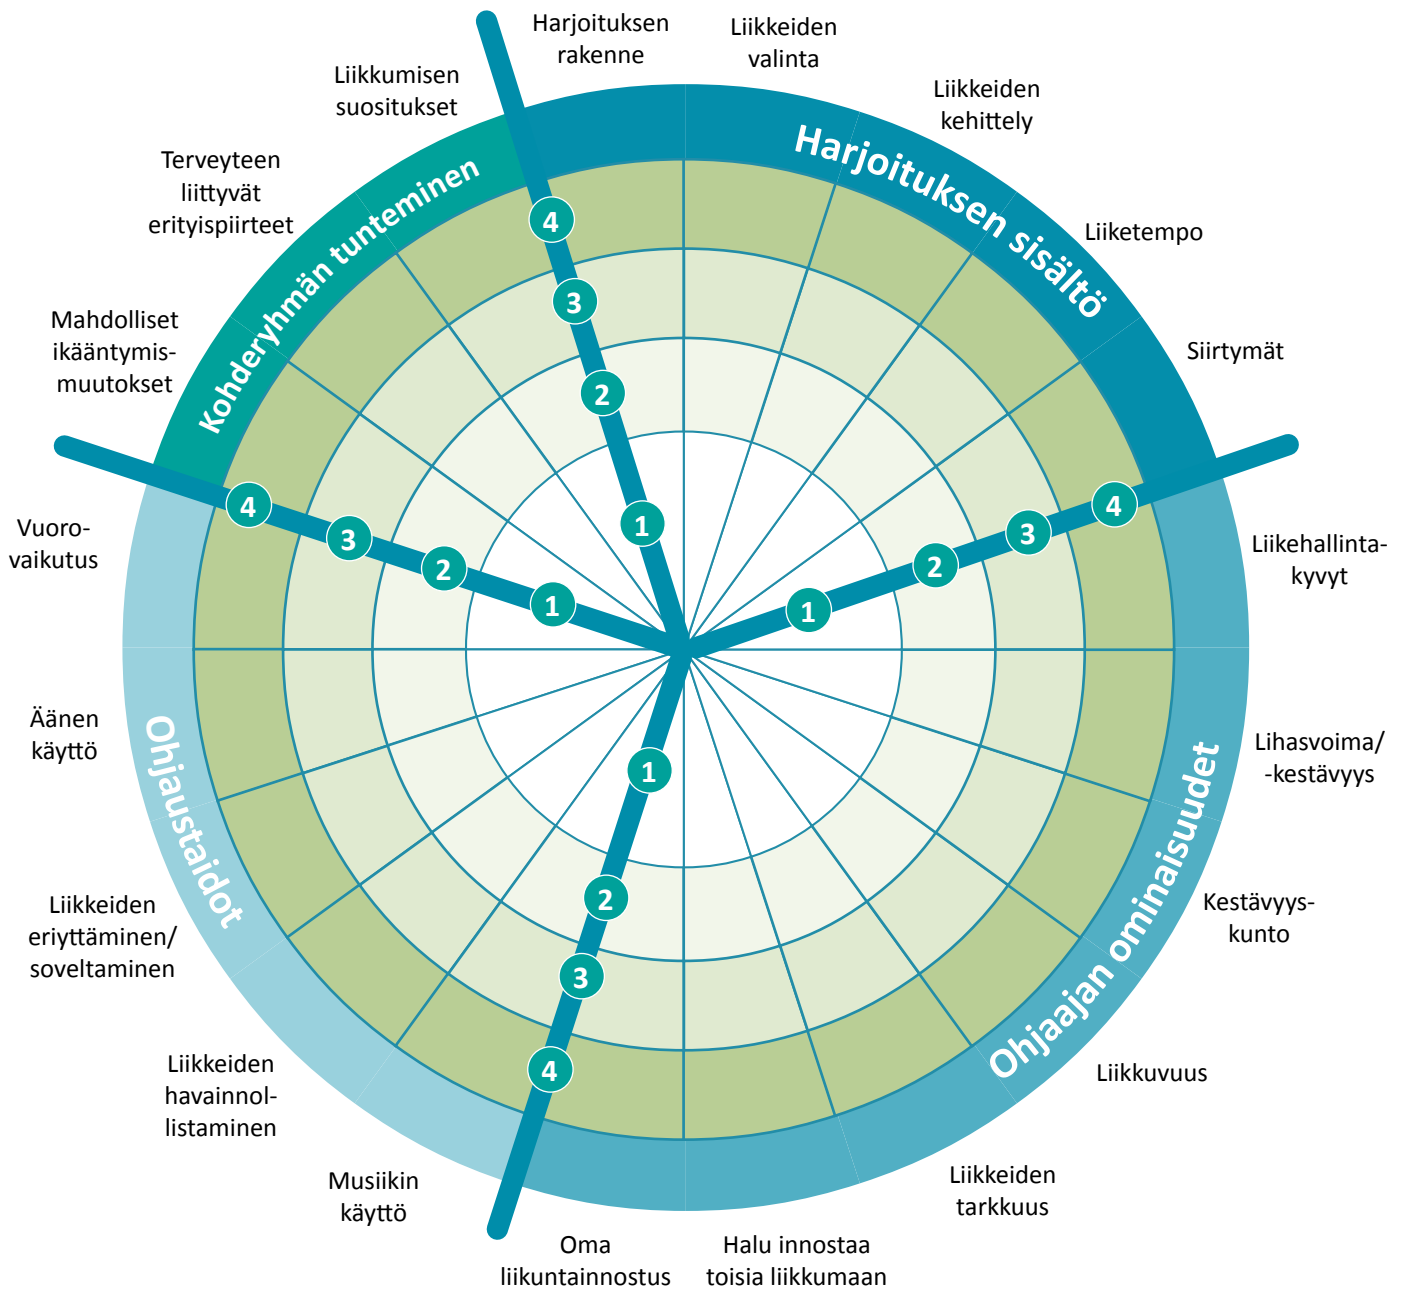 Harjoituksen
rakenne
Liikkeiden
valinta
Liikkeiden
kehittely
Liiketempo
Siirtymät
Liikehallinta-
kyvyt
Lihasvoima/
-kestävyys
Kestävyys-
kunto
Liikkuvuus
Liikkeiden
tarkkuus
Halu innostaa
toisia liikkumaan
Oma
liikuntainnostus
Musiikin
käyttö
Liikkeiden
havainnol-
listaminen
Liikkeiden
eriyttäminen/
soveltaminen
Äänen
käyttö
Vuoro-
vaikutus
Mahdolliset
ikääntymis-
muutokset
Terveyteen
liittyvät
erityispiirteet
Liikkumisen
suositukset
Harjoituksen sisältö
Ohjaajan ominaisuudet
Ohjaustaidot
Kohderyhmän tunteminen
4
3
2
1
4
3
2
1
4
3
2
1
1
2
3
4